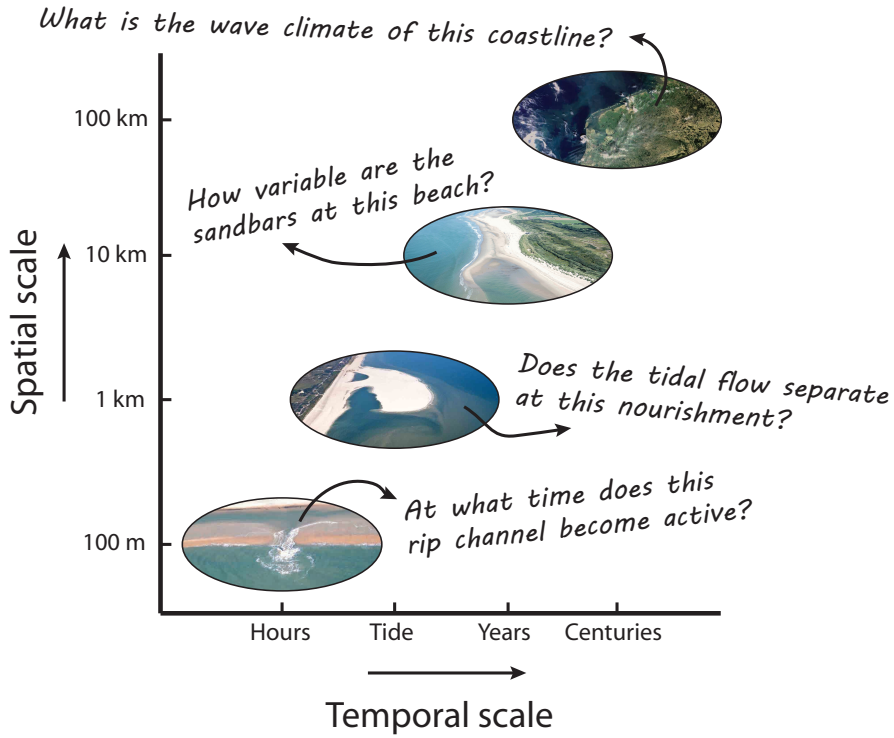 What is the wave climate of this coastline?
100 km
How variable are the
sandbars at this beach?
10 km
Spatial scale
Does the tidal flow separate
at this nourishment?
1 km
At what time does this
rip channel become active?
100 m
Hours
Tide
Years
Centuries
Temporal scale